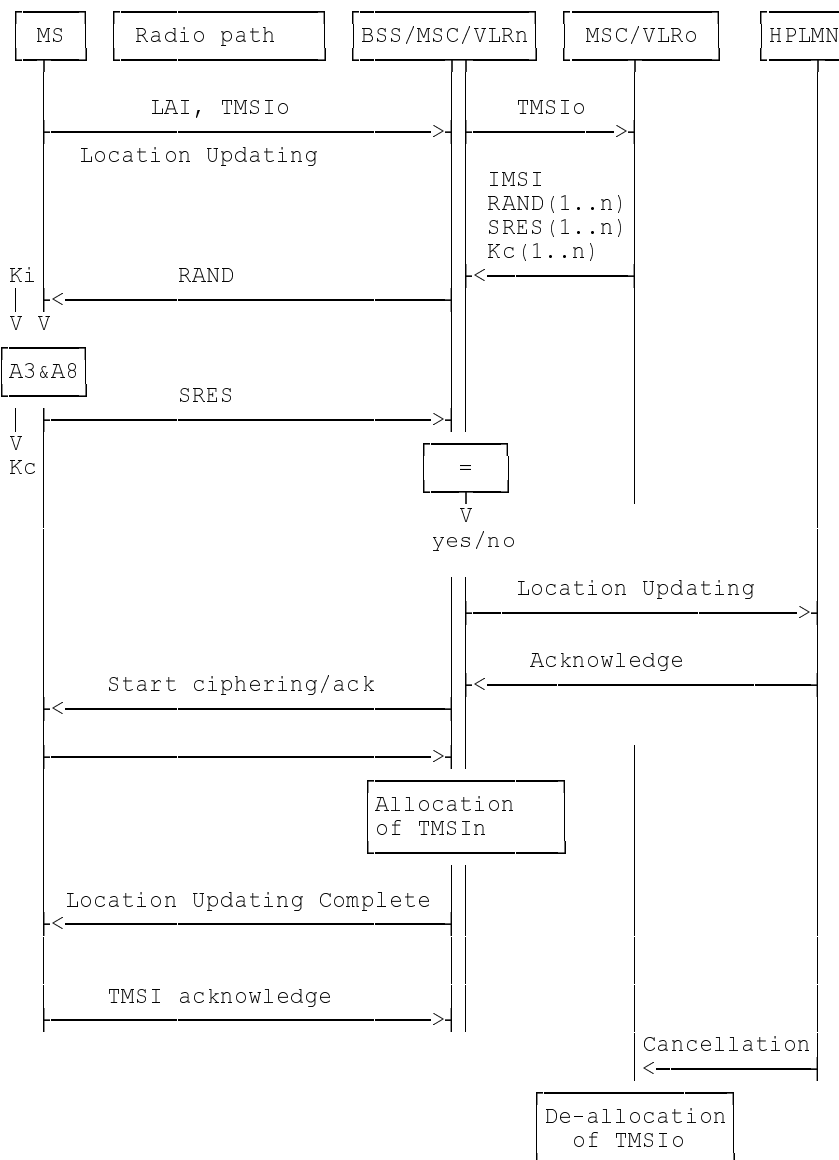 MS Radio path BSS/MSC/VLRn MSC/VLRo HPLMN
LAI, TMSIo TMSIo
Location Updating
IMSI
RAND(1..n)
SRES(1..n)
Kc(1..n)
Ki RAND
V V
A3&A8
SRES
V
Kc
=
V
yes/no
Location Updating
Acknowledge
Start ciphering/ack
Allocation
of TMSIn
Location Updating Complete
TMSI acknowledge
Cancellation
De-allocation
of TMSIo